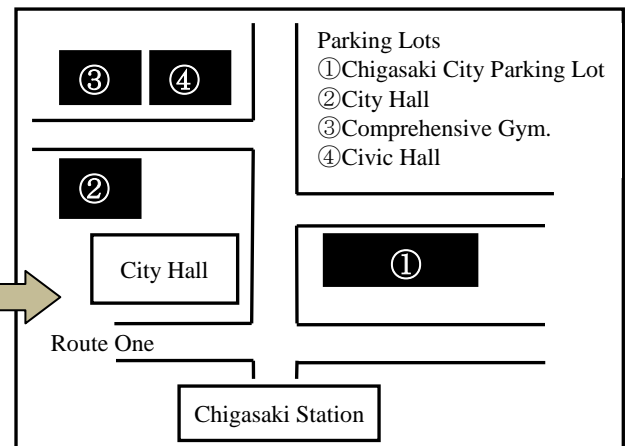 Parking Lots
①Chigasaki City Parking Lot
②City Hall
③Comprehensive Gym.
④Civic Hall
③
④
②
City Hall
①
Route One
Chigasaki Station